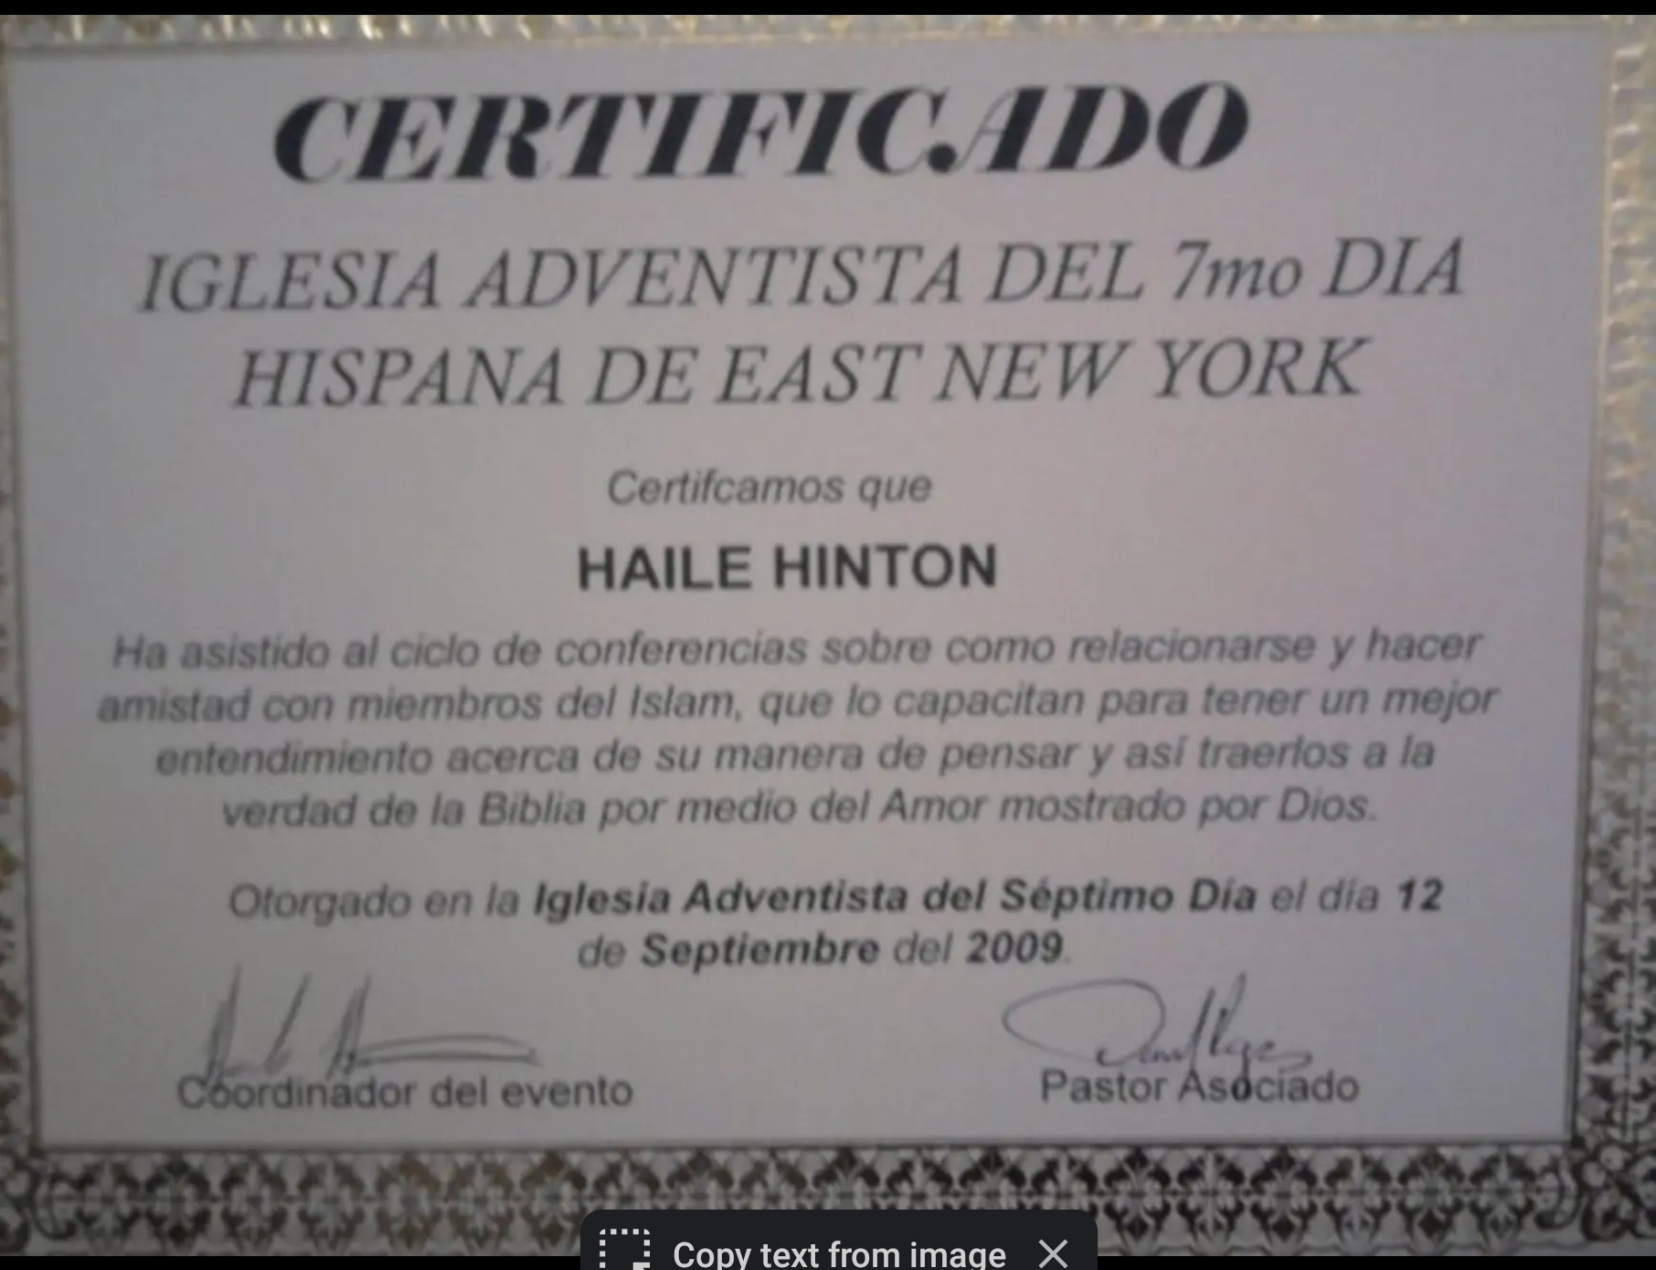 CERTIFICADO
IGLESIA ADVENTISTA DEL 7mo DIA
HISPANA DE EAST NEW YORK
Certifcamos que
HAILE HINTON
Ha asistido al ciclo de conferencias sobre como relacionarse y hacer
amistad con miembros del Islam, que lo capacitan para tener un mejor
entendimiento acerca de su manera de pensar y así traerlos a la
verdad de la Biblia por medio del Amor mostrado por Dios.
Otorgado en la Iglesia Adventista del Séptimo Día el día 12
de Septiembre del 2009.
Coordinador del evento
Pastor Asociado
Copy text from image